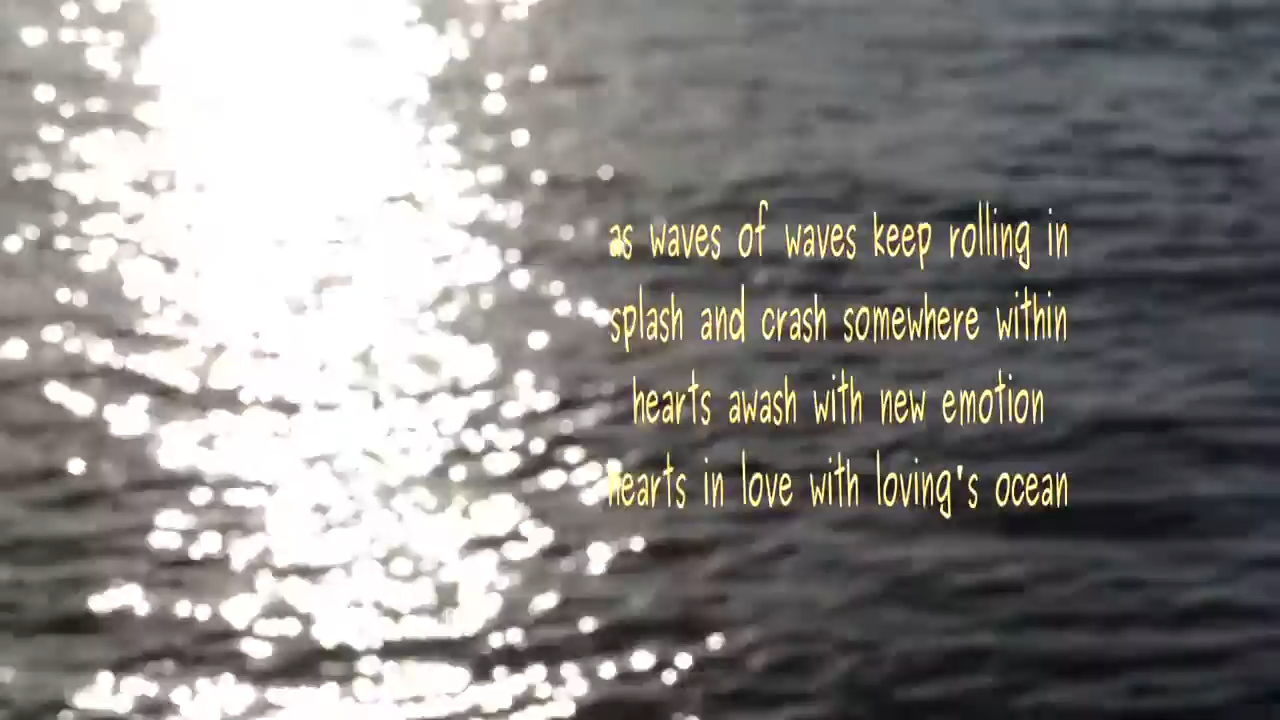 as waves of waves keep rolling in
splash and crash somewhere within
hearts awash with new emotion
hearts in love with loving's ocean